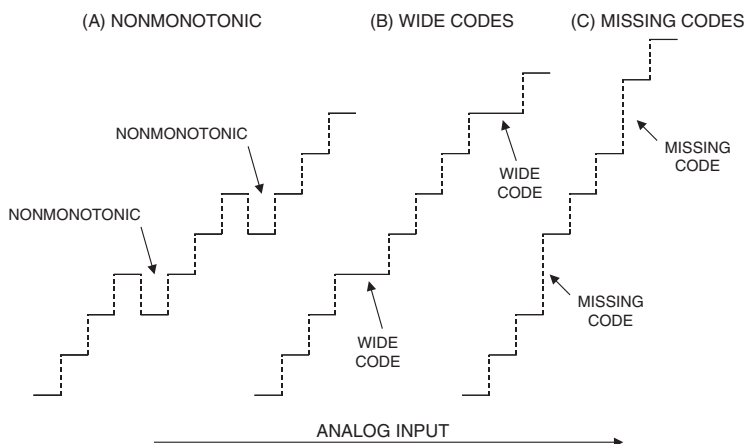 (A) NONMONOTONIC
(B) WIDE CODES
(C) MISSING CODES
NONMONOTONIC
NONMONOTONIC
WIDE
CODE
WIDE
CODE
MISSING
CODE
MISSING
CODE
ANALOG INPUT